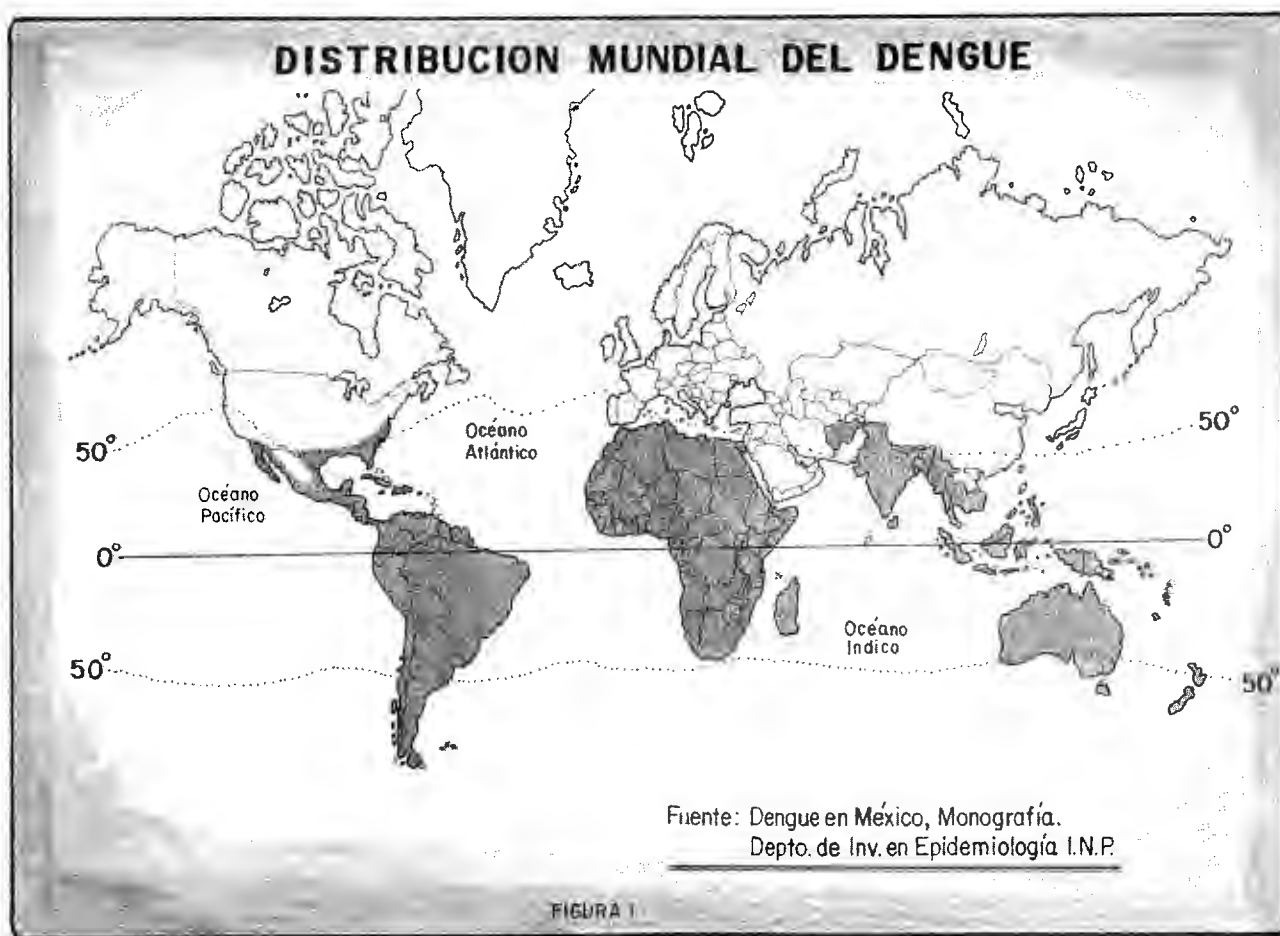 DISTRIBUCION MUNDIAL DEL DENGUE
50°
Océano
Atlántico
50°
Océano
Pacífico
0°
0°
Océano
Indico
50°
50°
Fuente: Dengue en México, Monografía.
Depto. de Inv. en Epidemiología I.N.P.
FIGURA 1